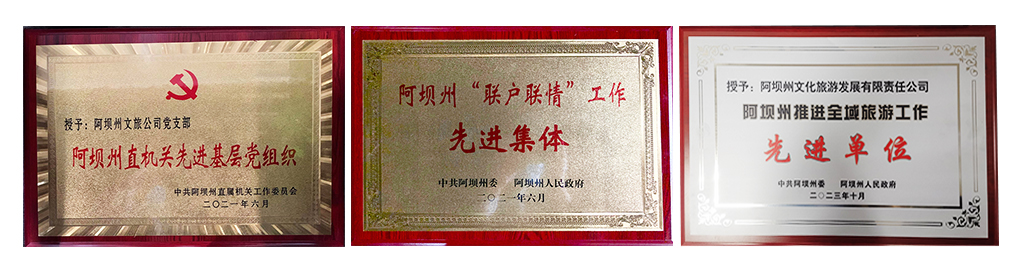 授予：阿坝州文旅公司党支部
阿坝州直机关先进基层党组织
中共阿坝州直属机关工作委员会
二〇二一年六月
阿坝州“联户联情”工作
先进集体
中共阿坝州委 阿坝州人民政府
二〇二一年六月
授予：阿坝州文化旅游发展有限责任公司
阿坝州推进全域旅游工作
先进单位
中共阿坝州委 阿坝州人民政府
二〇二三年十月